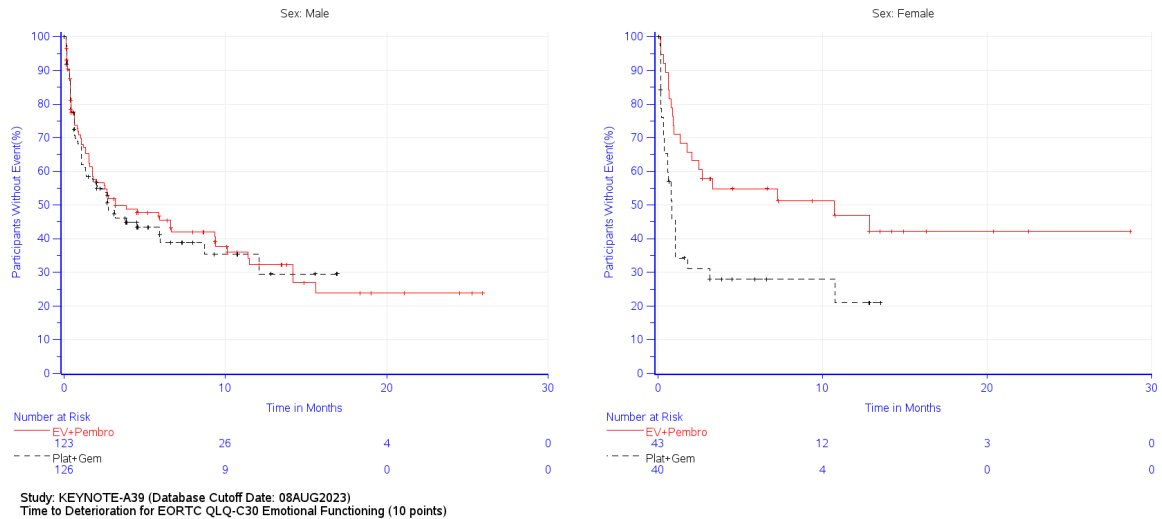 Sex: Male
Participants Without Event(%)
100
90
80
70
60
50
40
30
20
10
0
0 10 20 30
Time in Months
Number at Risk
EV+Pembro
123 26 4 0
Plat+Gem
126 9 0 0
Sex: Female
Participants Without Event(%)
100
90
80
70
60
50
40
30
20
10
0
0 10 20 30
Time in Months
Number at Risk
EV+Pembro
43 12 3 0
Plat+Gem
40 4 0 0
Study: KEYNOTE-A39 (Database Cutoff Date: 08AUG2023)
Time to Deterioration for EORTC QLQ-C30 Emotional Functioning (10 points)